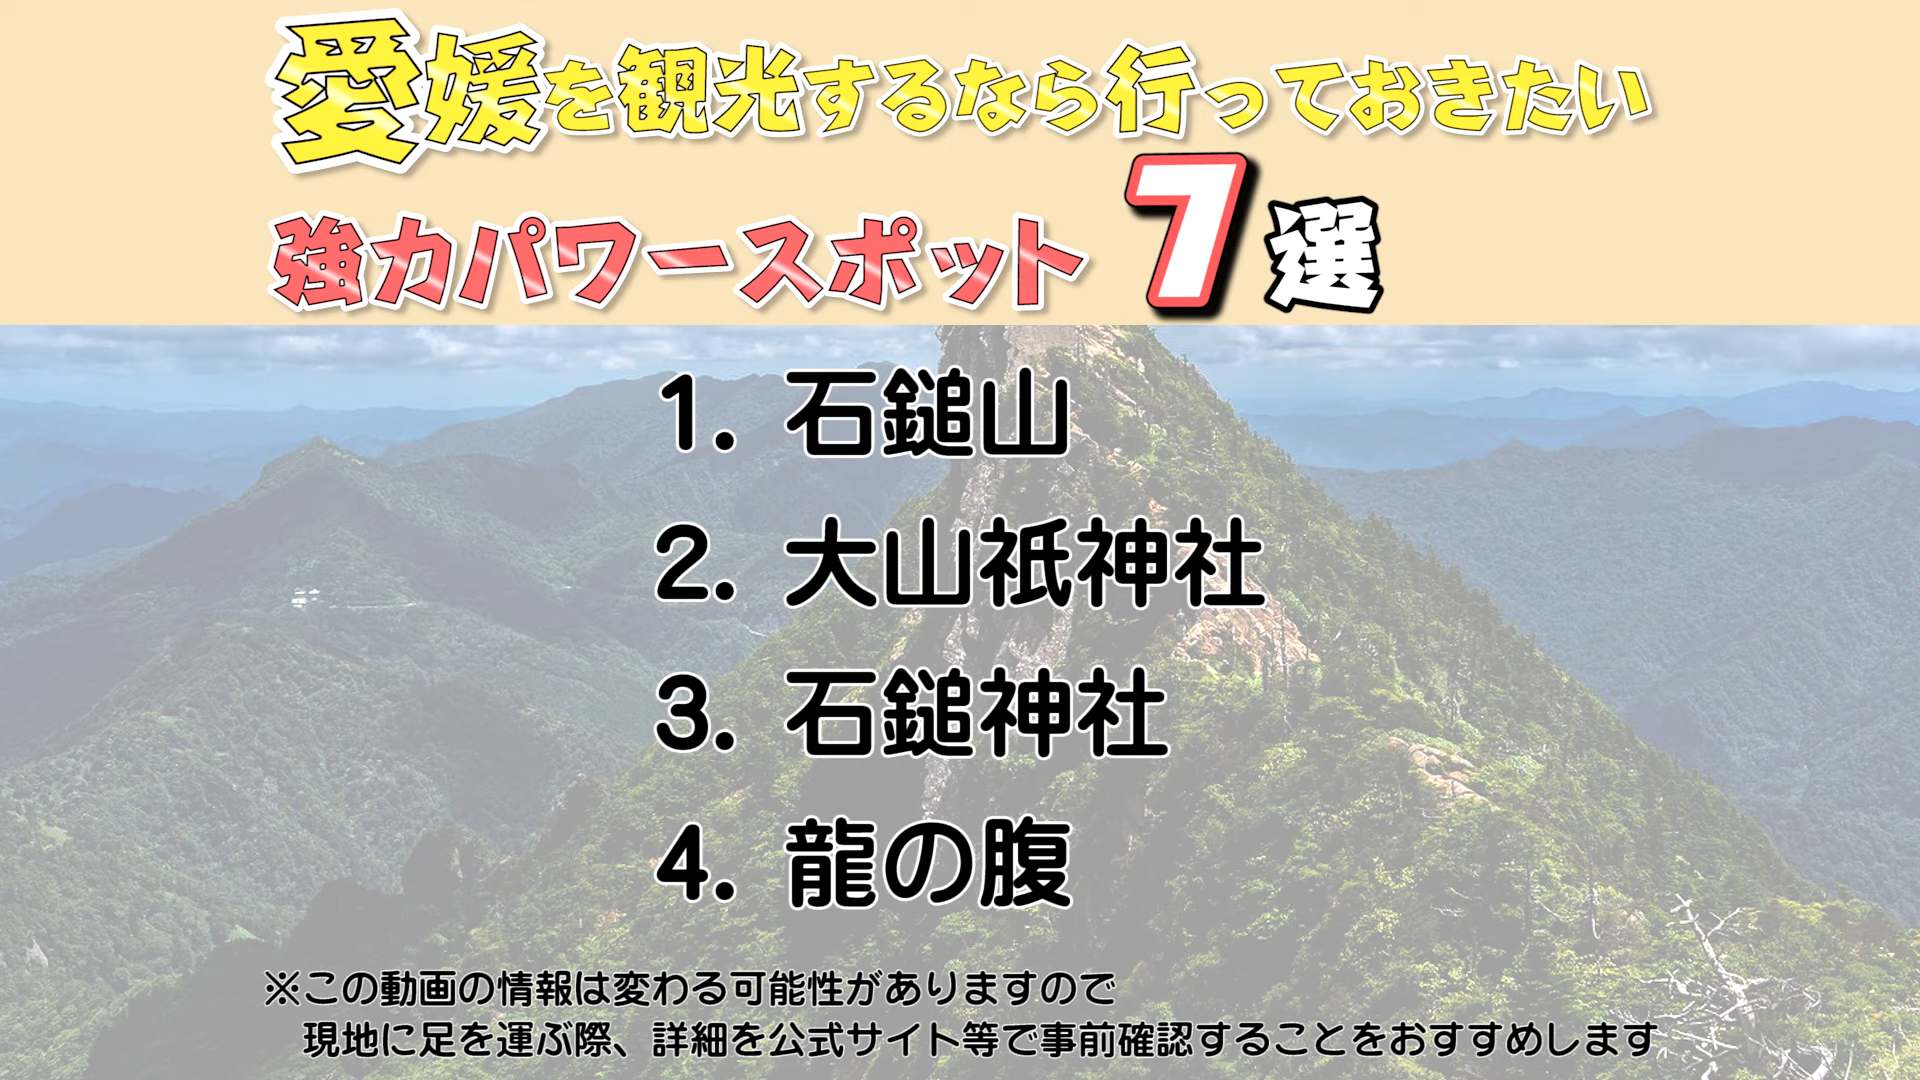 愛媛を観光するなら行っておきたい
強力パワースポット7選
1. 石鎚山
2. 大山祇神社
3. 石鎚神社
4. 龍の腹
※この動画の情報は変わる可能性がありますので
現地に足を運ぶ際、詳細を公式サイト等で事前確認することをおすすめします